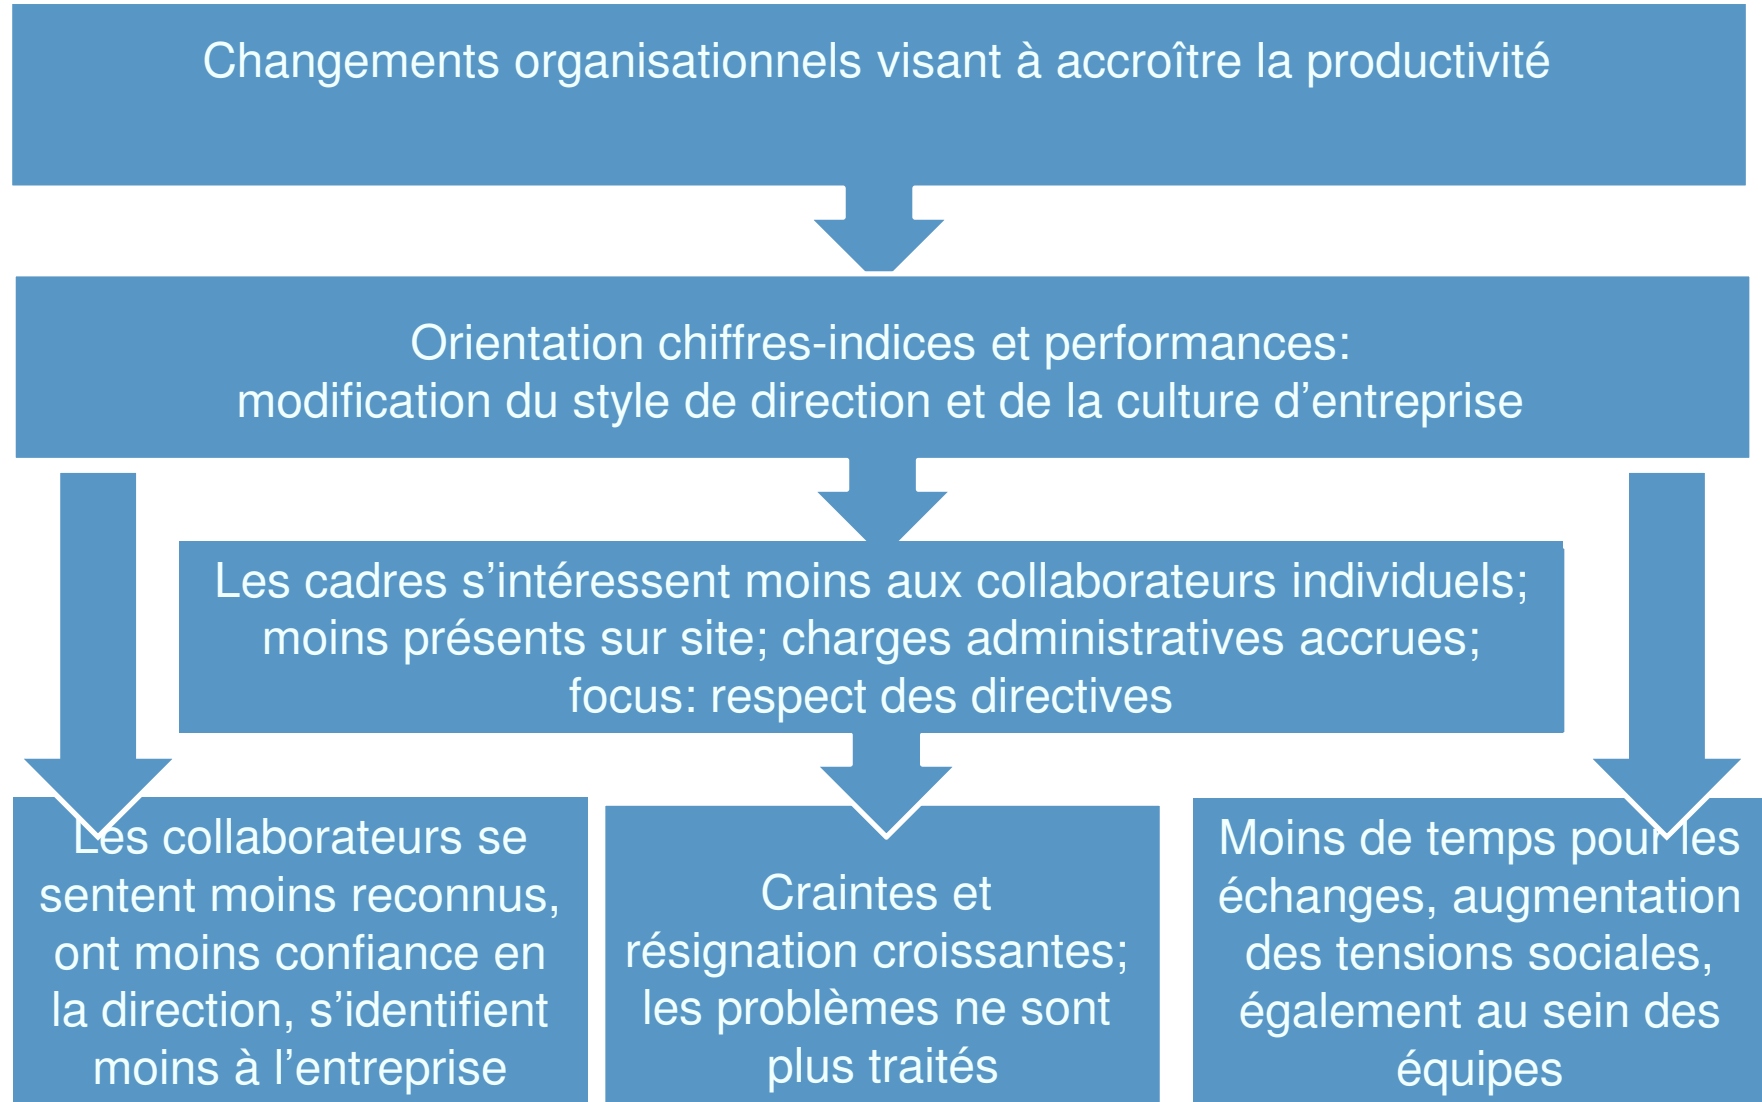 Changements organisationnels visant à accroître la productivité
Orientation chiffres-indices et performances:
modification du style de direction et de la culture d’entreprise
Les cadres s’intéressent moins aux collaborateurs individuels;
moins présents sur site; charges administratives accrues;
focus: respect des directives
Les collaborateurs se
sentent moins reconnus,
ont moins confiance en
la direction, s’identifient
moins à l’entreprise
Craintes et
résignation croissantes;
les problèmes ne sont
plus traités
Moins de temps pour les
échanges, augmentation
des tensions sociales,
également au sein des
équipes